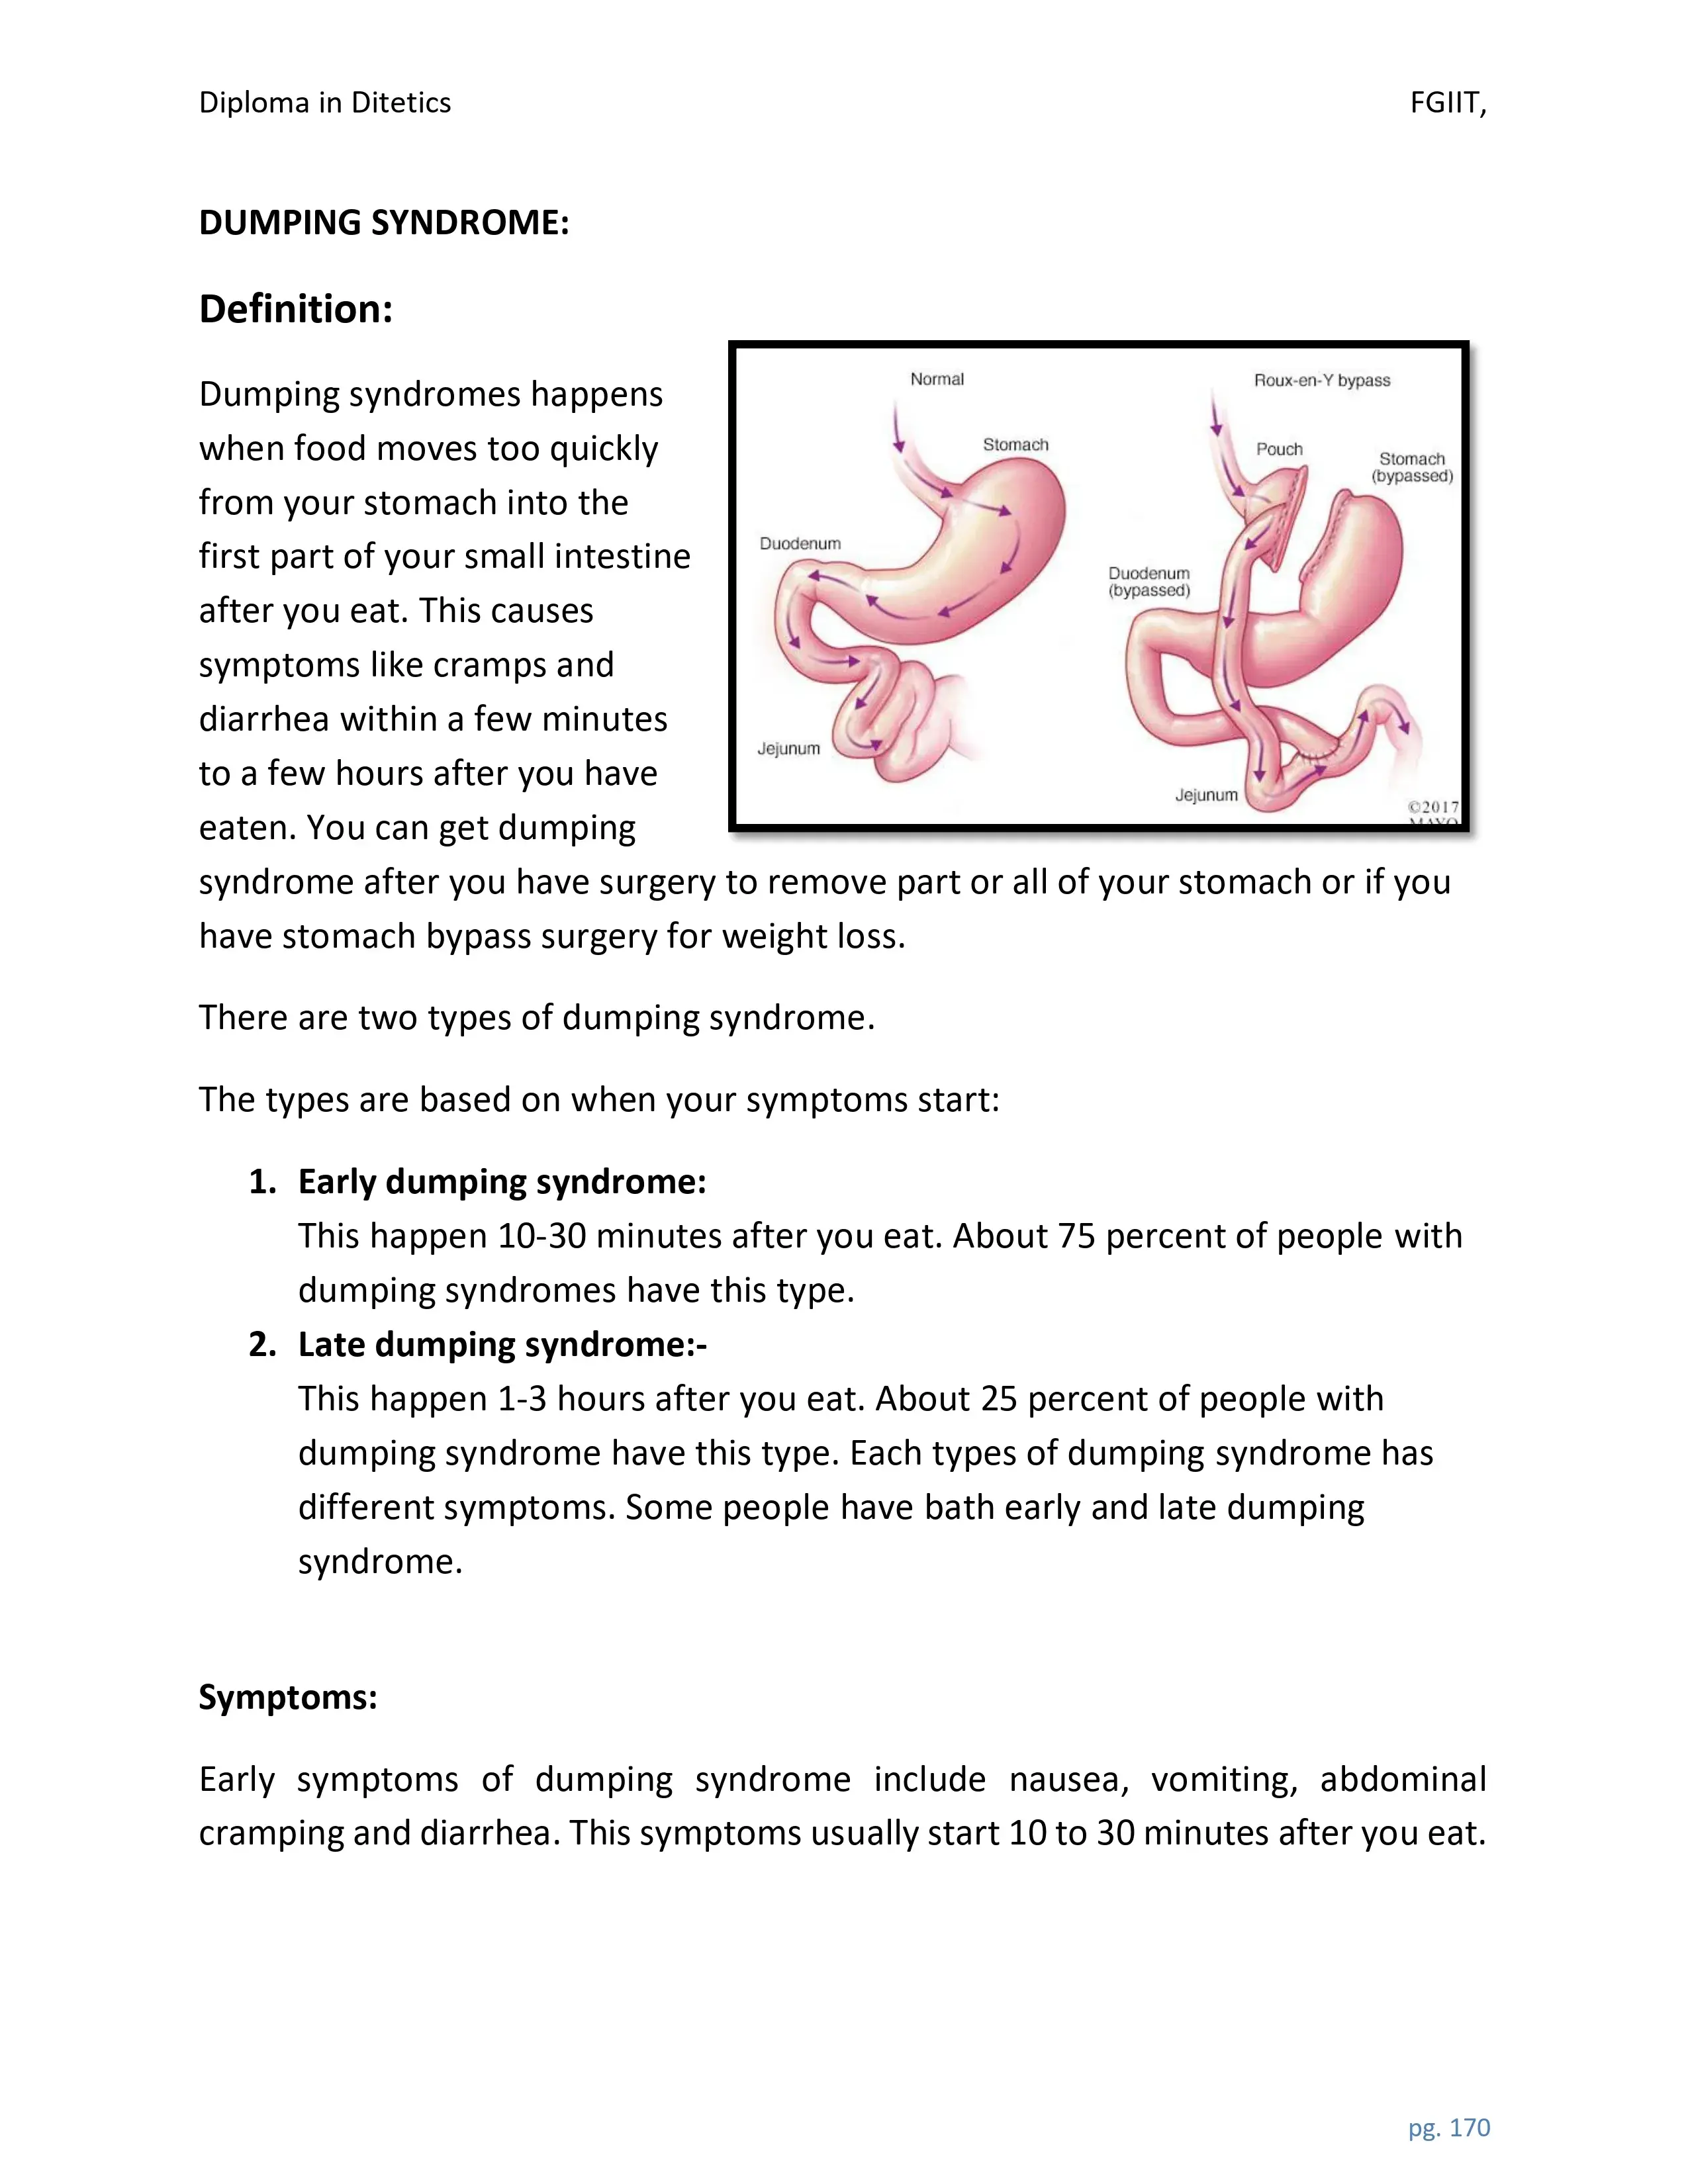 Diploma in Ditetics FGIIT,
DUMPING SYNDROME:
Definition:
Dumping syndromes happens
when food moves too quickly
from your stomach into the
first part of your small intestine
after you eat. This causes
symptoms like cramps and
diarrhea within a few minutes
to a few hours after you have
eaten. You can get dumping
Normal
Stomach
Duodenum
Jejunum
Roux-en-Y bypass
Pouch
Stomach
(bypassed)
Duodenum
(bypassed)
Jejunum
©2017
MAYO
syndrome after you have surgery to remove part or all of your stomach or if you
have stomach bypass surgery for weight loss.
There are two types of dumping syndrome.
The types are based on when your symptoms start:
1. Early dumping syndrome:
This happen 10-30 minutes after you eat. About 75 percent of people with
dumping syndromes have this type.
2. Late dumping syndrome:-
This happen 1-3 hours after you eat. About 25 percent of people with
dumping syndrome have this type. Each types of dumping syndrome has
different symptoms. Some people have bath early and late dumping
syndrome.
Symptoms:
Early symptoms of dumping syndrome include nausea, vomiting, abdominal
cramping and diarrhea. This symptoms usually start 10 to 30 minutes after you eat.
pg. 170